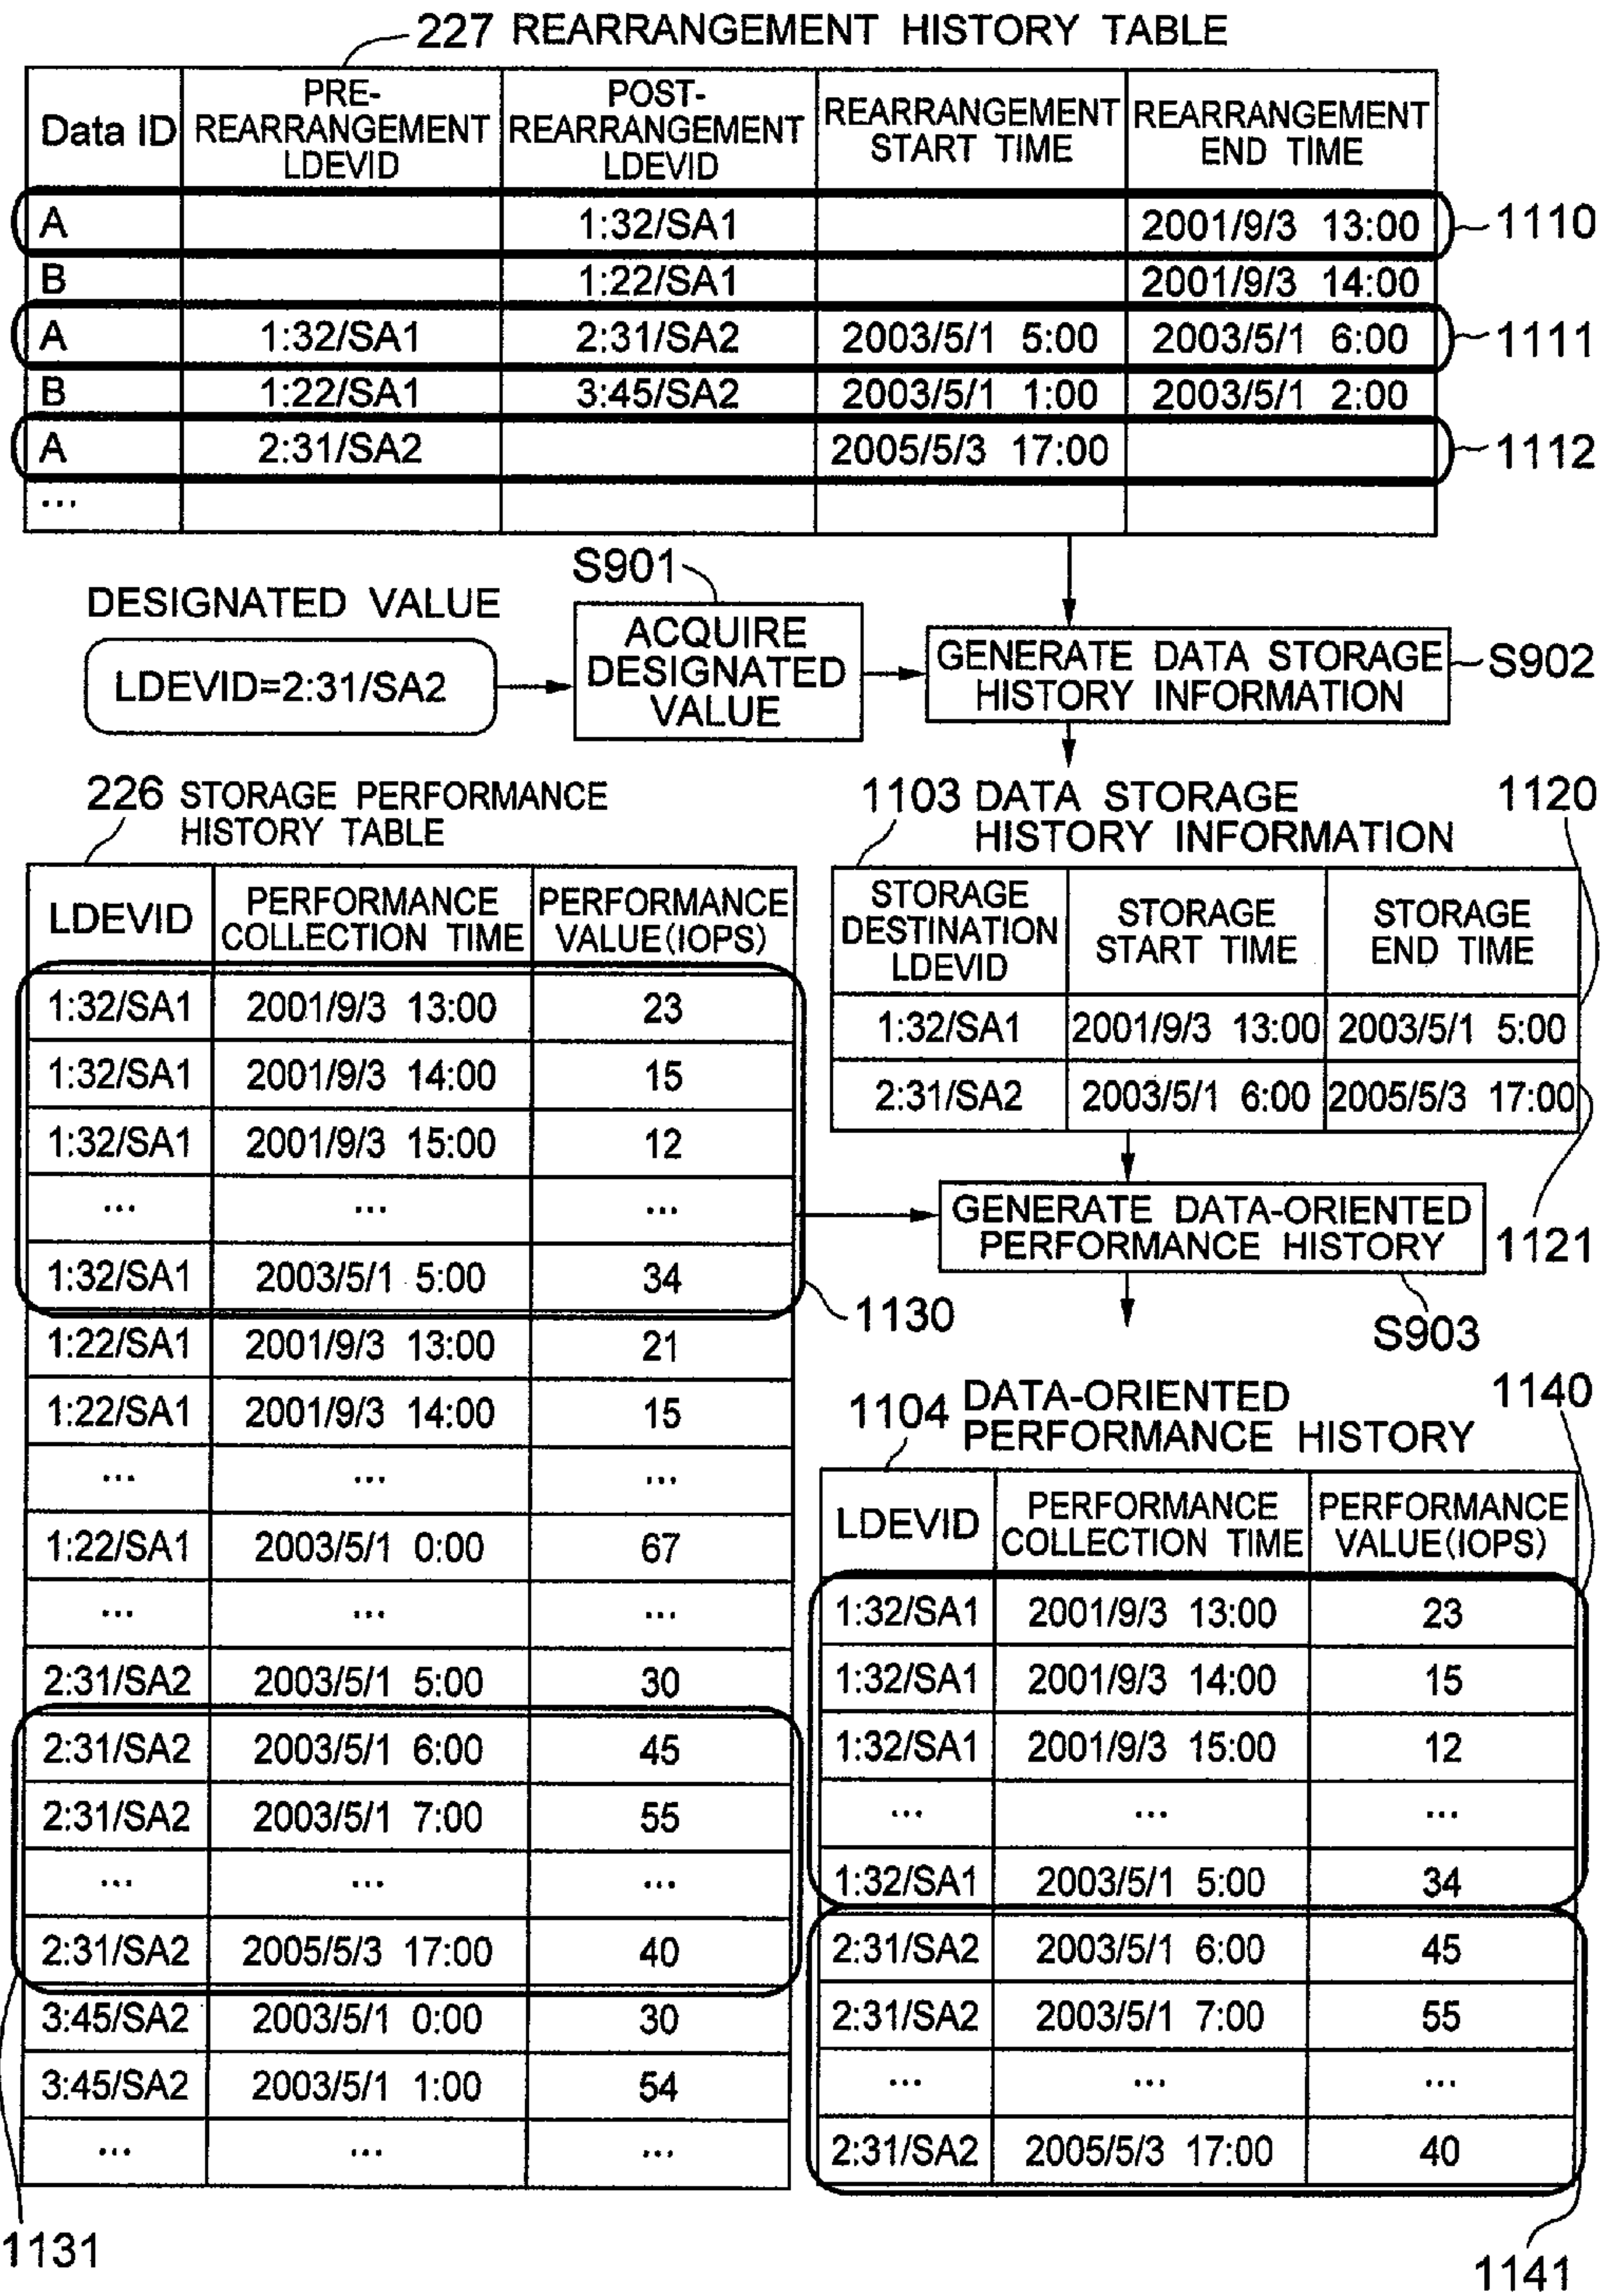 227 REARRANGEMENT HISTORY TABLE
Data ID PRE-REARRANGEMENT LDEVID POST-REARRANGEMENT LDEVID REARRANGEMENT START TIME REARRANGEMENT END TIME
A 1:32/SA1 2001/9/3 13:00 1110
B 1:22/SA1 2001/9/3 14:00
A 1:32/SA1 2:31/SA2 2003/5/1 5:00 2003/5/1 6:00 1111
B 1:22/SA1 3:45/SA2 2003/5/1 1:00 2003/5/1 2:00
A 2:31/SA2 2005/5/3 17:00 1112
...
DESIGNATED VALUE
LDEVID=2:31/SA2
S901
ACQUIRE
DESIGNATED
VALUE
GENERATE DATA STORAGE
HISTORY INFORMATION
S902
226 STORAGE PERFORMANCE
HISTORY TABLE
LDEVID PERFORMANCE COLLECTION TIME PERFORMANCE VALUE(IOPS)
1:32/SA1 2001/9/3 13:00 23
1:32/SA1 2001/9/3 14:00 15
1:32/SA1 2001/9/3 15:00 12
... ... ...
1:32/SA1 2003/5/1 5:00 34
1130
1:22/SA1 2001/9/3 13:00 21
1:22/SA1 2001/9/3 14:00 15
... ... ...
1:22/SA1 2003/5/1 0:00 67
... ... ...
2:31/SA2 2003/5/1 5:00 30
2:31/SA2 2003/5/1 6:00 45
2:31/SA2 2003/5/1 7:00 55
... ... ...
2:31/SA2 2005/5/3 17:00 40
3:45/SA2 2003/5/1 0:00 30
3:45/SA2 2003/5/1 1:00 54
... ... ...
1131
1103 DATA STORAGE
HISTORY INFORMATION
1120
STORAGE DESTINATION LDEVID STORAGE START TIME STORAGE END TIME
1:32/SA1 2001/9/3 13:00 2003/5/1 5:00
2:31/SA2 2003/5/1 6:00 2005/5/3 17:00
1121
GENERATE DATA-ORIENTED
PERFORMANCE HISTORY
S903
1104 DATA-ORIENTED
PERFORMANCE HISTORY
1140
LDEVID PERFORMANCE COLLECTION TIME PERFORMANCE VALUE(IOPS)
1:32/SA1 2001/9/3 13:00 23
1:32/SA1 2001/9/3 14:00 15
1:32/SA1 2001/9/3 15:00 12
... ... ...
1:32/SA1 2003/5/1 5:00 34
2:31/SA2 2003/5/1 6:00 45
2:31/SA2 2003/5/1 7:00 55
... ... ...
2:31/SA2 2005/5/3 17:00 40
1141